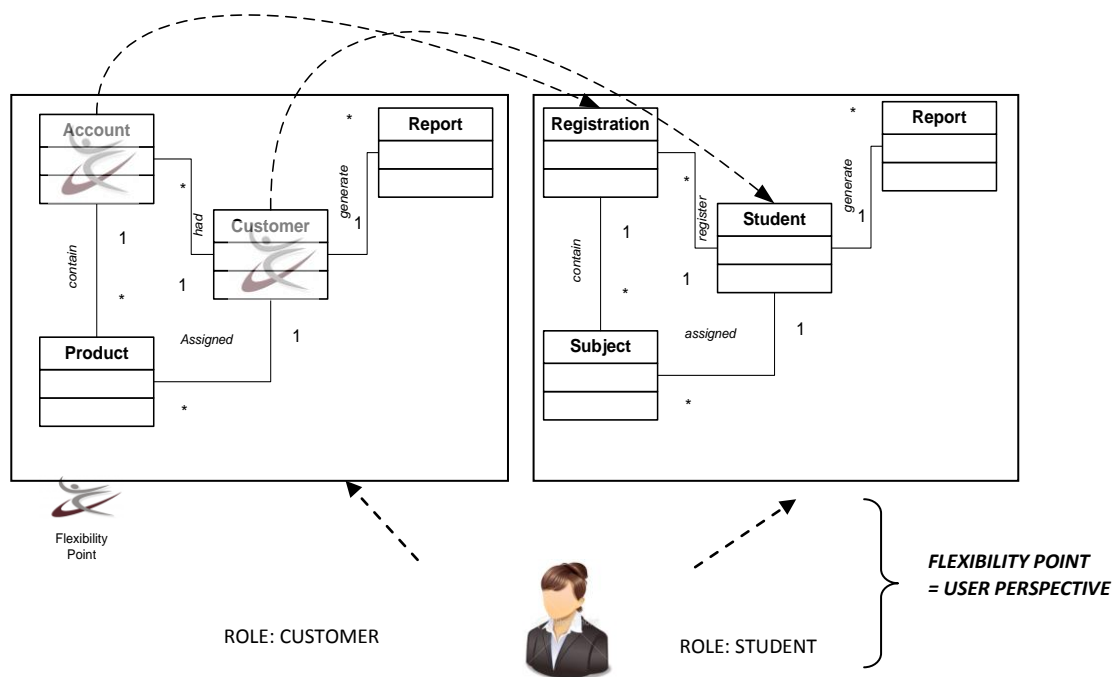 Account
*
Report
1
*
had
generate
1
Customer
contain
*
1
Assigned
1
Product
*
Registration
*
Report
1
*
register
generate
1
Student
contain
*
1
assigned
1
Subject
*
Flexibility
Point
ROLE: CUSTOMER
ROLE: STUDENT
FLEXIBILITY POINT
= USER PERSPECTIVE